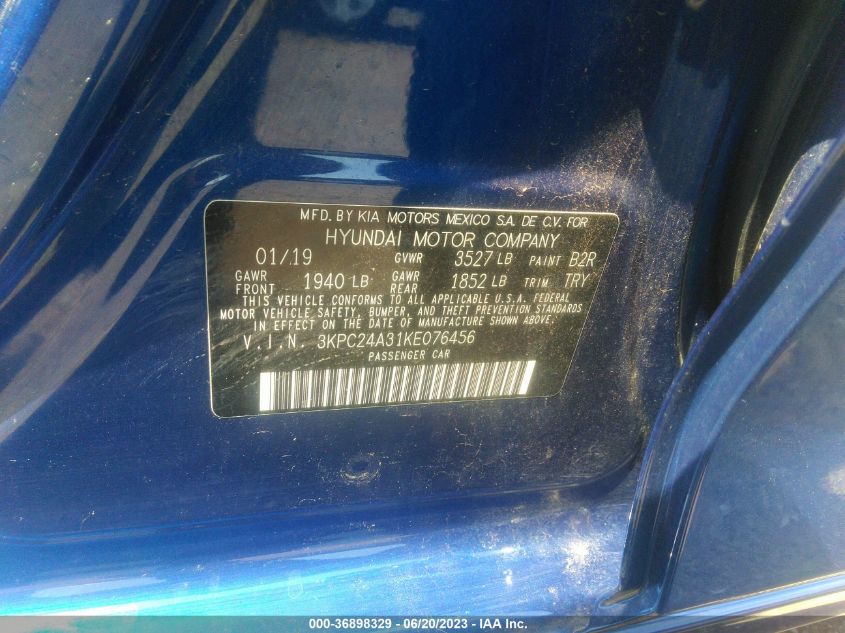 MFD. BY KIA MOTORS MEXICO S.A. DE C.V. FOR
HYUNDAI MOTOR COMPANY
01/19 GVWR 3527 LB PAINT B2R
GAWR FRONT 1940 LB GAWR REAR 1852 LB TRIM TRY
THIS VEHICLE CONFORMS TO ALL APPLICABLE U.S.A. FEDERAL
MOTOR VEHICLE SAFETY, BUMPER, AND THEFT PREVENTION STANDARDS
IN EFFECT ON THE DATE OF MANUFACTURE SHOWN ABOVE.
V.I.N. 3KPC24A31KE076456
PASSENGER CAR
000-36898329 - 06/20/2023 - IAA Inc.